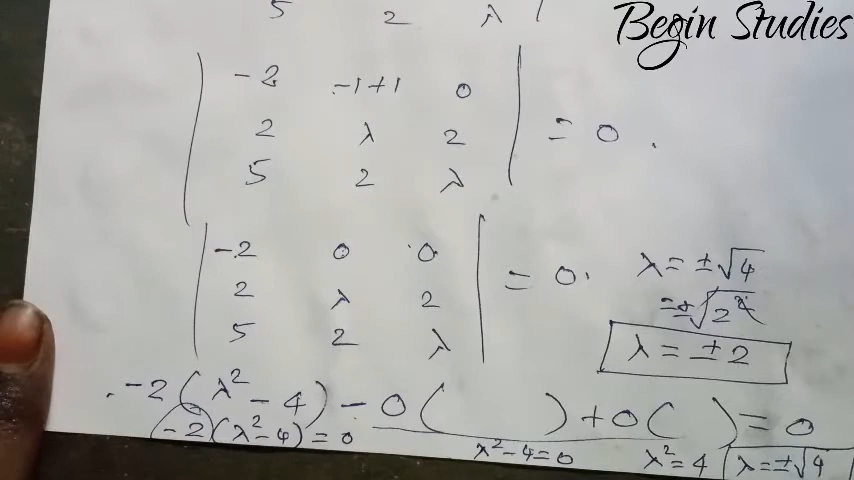 Begin Studies
5 2 λ
-2 -1+1 0
2 λ 2 = 0 .
5 2 λ
-2 0 0
2 λ 2 = 0.
5 2 λ
λ = ±√4
= ±√2²
λ = ± 2
-2 (λ² - 4) - 0 ( ) + 0 ( ) = 0
-2 (λ² - 4) = 0
λ² - 4 = 0 λ² = 4 λ = ±√4